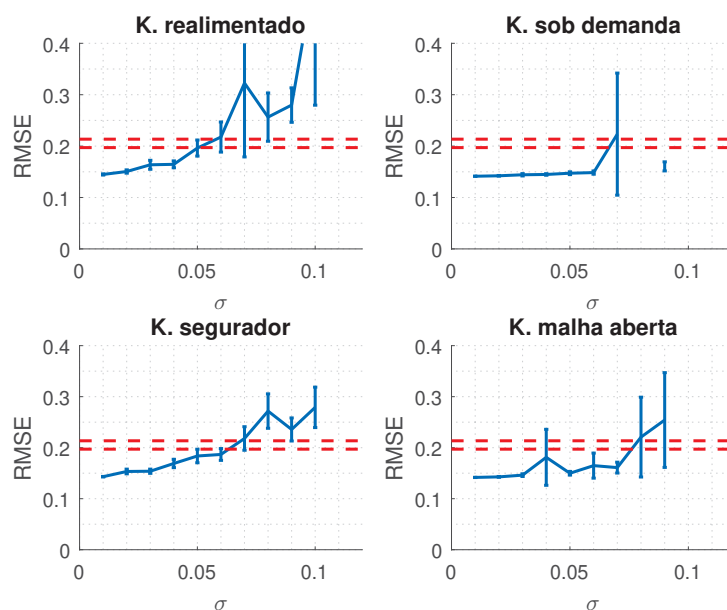 K. realimentado
RMSE
0.4
0.3
0.2
0.1
0
0
0.05
0.1
σ
K. sob demanda
RMSE
0.4
0.3
0.2
0.1
0
0
0.05
0.1
σ
K. segurador
RMSE
0.4
0.3
0.2
0.1
0
0
0.05
0.1
σ
K. malha aberta
RMSE
0.4
0.3
0.2
0.1
0
0
0.05
0.1
σ